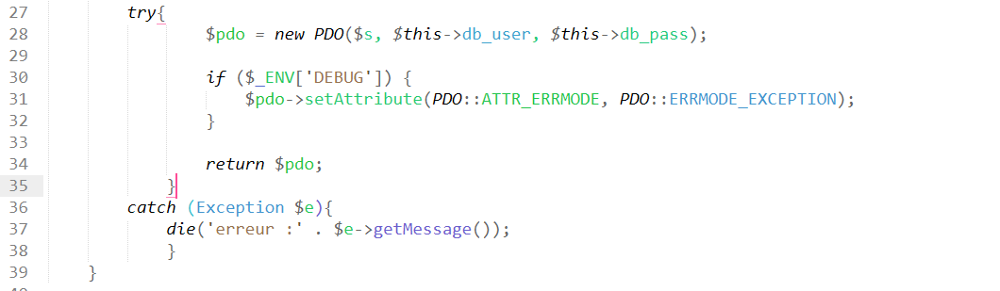 27 try{
28 $pdo = new PDO($s, $this->db_user, $this->db_pass);
29
30 if ($_ENV['DEBUG']) {
31 $pdo->setAttribute(PDO::ATTR_ERRMODE, PDO::ERRMODE_EXCEPTION);
32 }
33
34 return $pdo;
35 }
36 catch (Exception $e){
37 die('erreur :' . $e->getMessage());
38 }
39 }